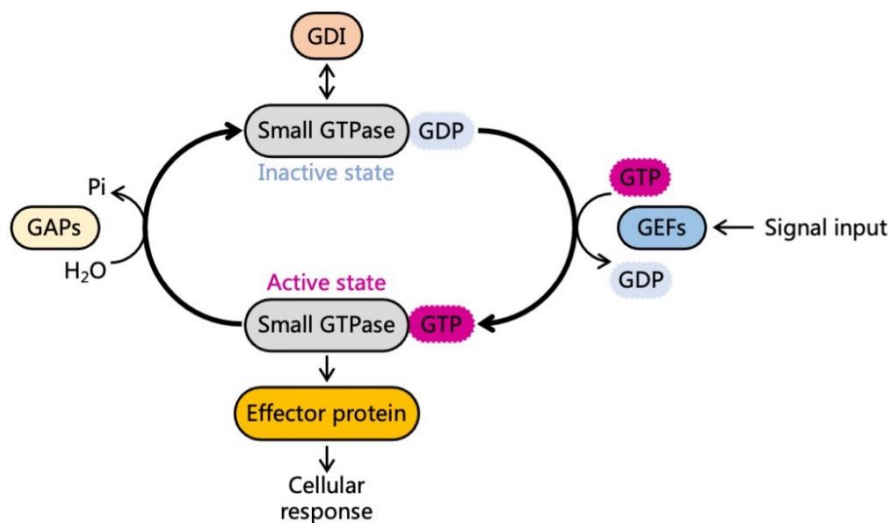 GDI
Small GTPase GDP
Inactive state
GTP
Pi
GAPs
GEFs
Signal input
H₂O
GDP
Active state
Small GTPase GTP
Effector protein
Cellular
response